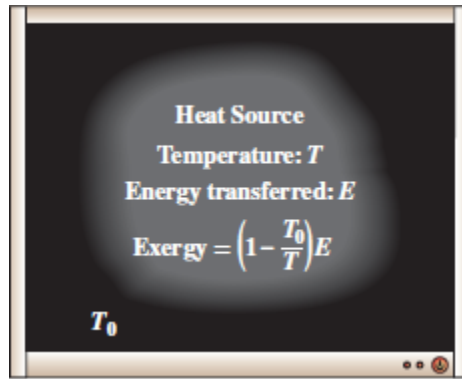 Heat Source
Temperature: T
Energy transferred: E
Exergy = (1 − T₀/T)E
T₀